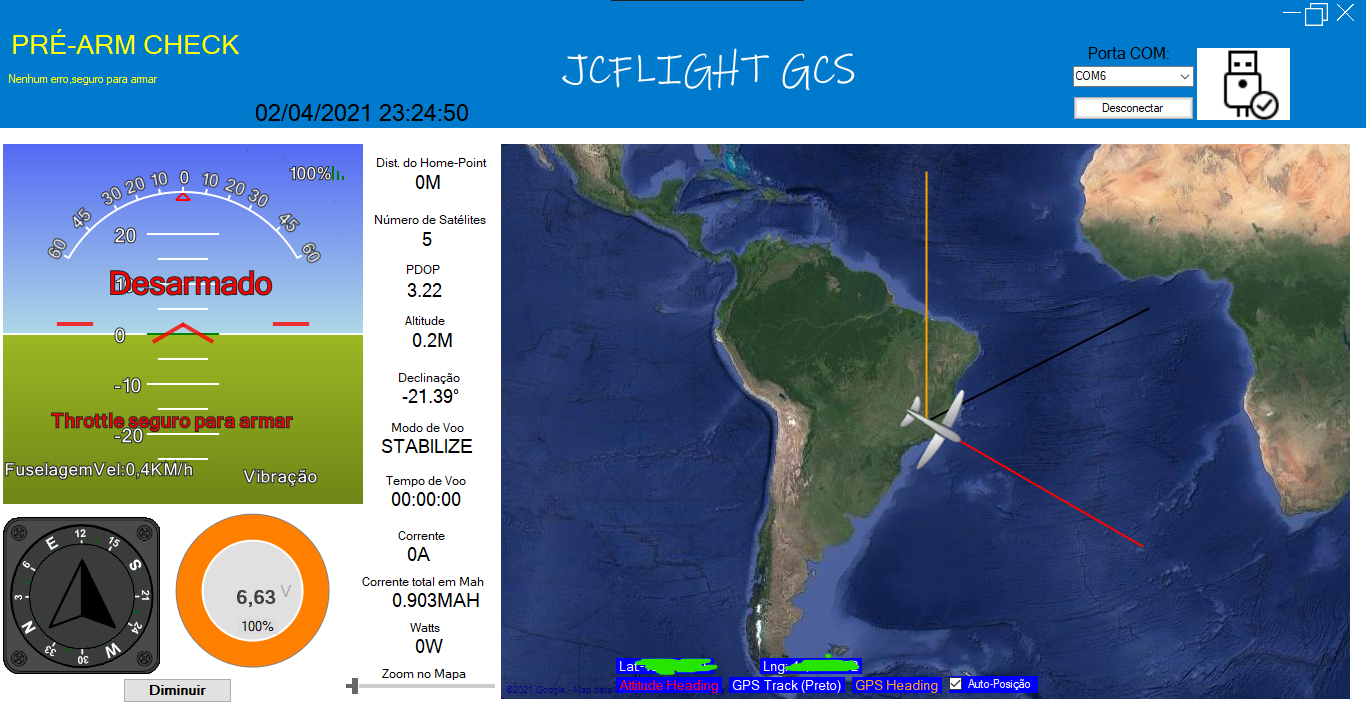 PRÉ-ARM CHECK
Nenhum erro,seguro para armar
02/04/2021 23:24:50
JCFLIGHT GCS
Porta COM:
COM6
Desconectar
100%
60 45 30 20 10 0 10 20 30 45 60
20
Desarmado
0
-10
Throttle seguro para armar
-20
FuselagemVel:0,4KM/h
Vibração
Dist. do Home-Point
0M
Número de Satélites
5
PDOP
3.22
Altitude
0.2M
Declinação
-21.39°
Modo de Voo
STABILIZE
Tempo de Voo
00:00:00
Corrente
0A
Corrente total em Mah
0.903MAH
Watts
0W
Zoom no Mapa
N 3 6 E 12 15 S 21 24 W 30 33
6,63 V
100%
Diminuir
Lat:
Lng:
©2021 Google - Map data
Attitude Heading
GPS Track (Preto)
GPS Heading
Auto-Posição